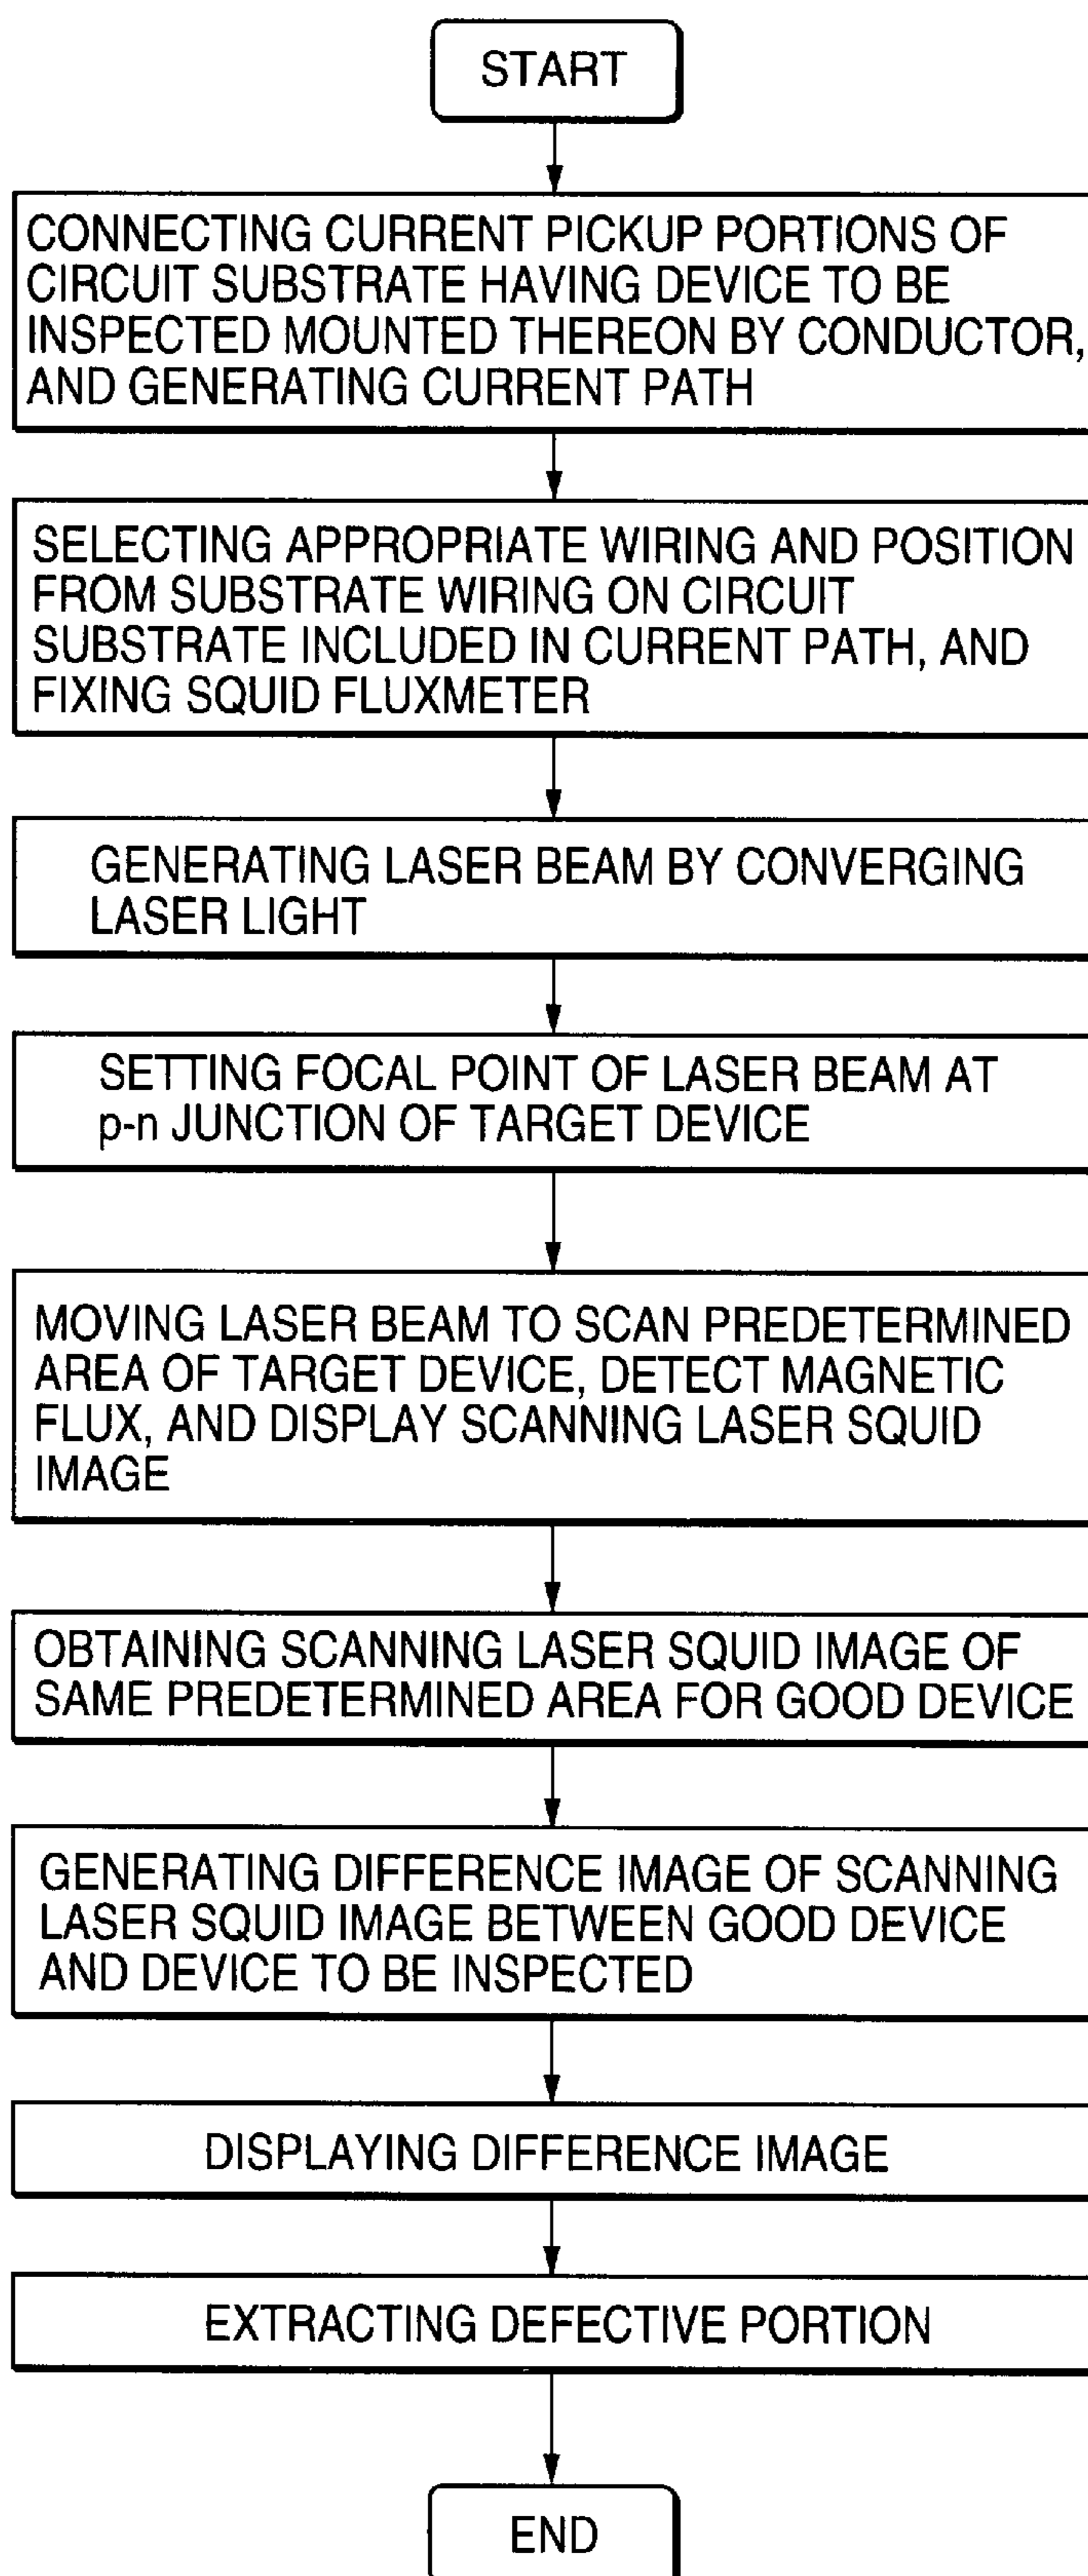 START
CONNECTING CURRENT PICKUP PORTIONS OF
CIRCUIT SUBSTRATE HAVING DEVICE TO BE
INSPECTED MOUNTED THEREON BY CONDUCTOR,
AND GENERATING CURRENT PATH
SELECTING APPROPRIATE WIRING AND POSITION
FROM SUBSTRATE WIRING ON CIRCUIT
SUBSTRATE INCLUDED IN CURRENT PATH, AND
FIXING SQUID FLUXMETER
GENERATING LASER BEAM BY CONVERGING
LASER LIGHT
SETTING FOCAL POINT OF LASER BEAM AT
p-n JUNCTION OF TARGET DEVICE
MOVING LASER BEAM TO SCAN PREDETERMINED
AREA OF TARGET DEVICE, DETECT MAGNETIC
FLUX, AND DISPLAY SCANNING LASER SQUID
IMAGE
OBTAINING SCANNING LASER SQUID IMAGE OF
SAME PREDETERMINED AREA FOR GOOD DEVICE
GENERATING DIFFERENCE IMAGE OF SCANNING
LASER SQUID IMAGE BETWEEN GOOD DEVICE
AND DEVICE TO BE INSPECTED
DISPLAYING DIFFERENCE IMAGE
EXTRACTING DEFECTIVE PORTION
END